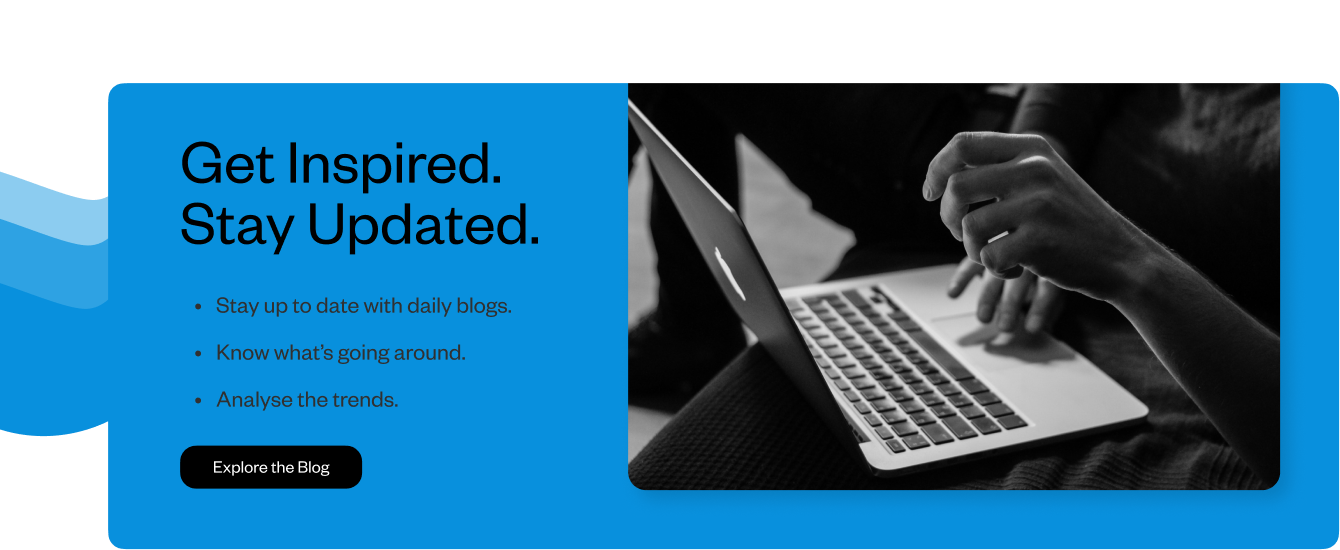 Get Inspired.
Stay Updated.
• Stay up to date with daily blogs.
• Know what's going around.
• Analyse the trends.
Explore the Blog